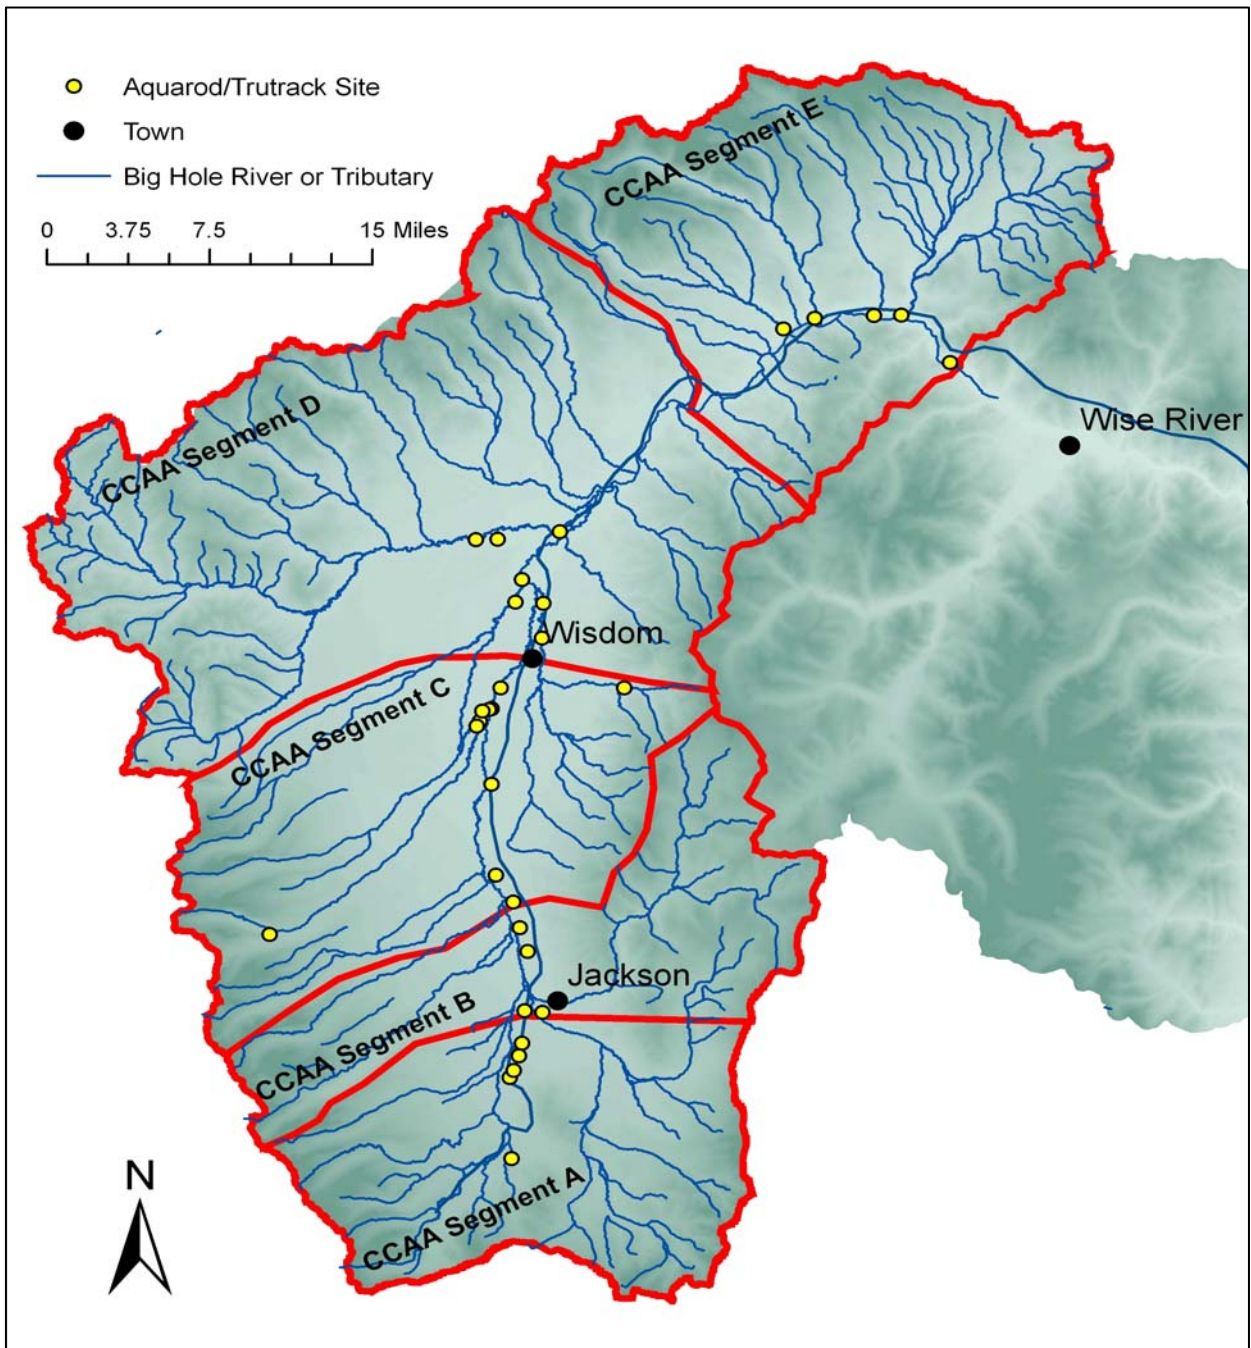 Aquarod/Trutrack Site
Town
Big Hole River or Tributary
0 3.75 7.5 15 Miles
CCAA Segment E
CCAA Segment D
Wise River
Wisdom
CCAA Segment C
Jackson
CCAA Segment B
N
CCAA Segment A